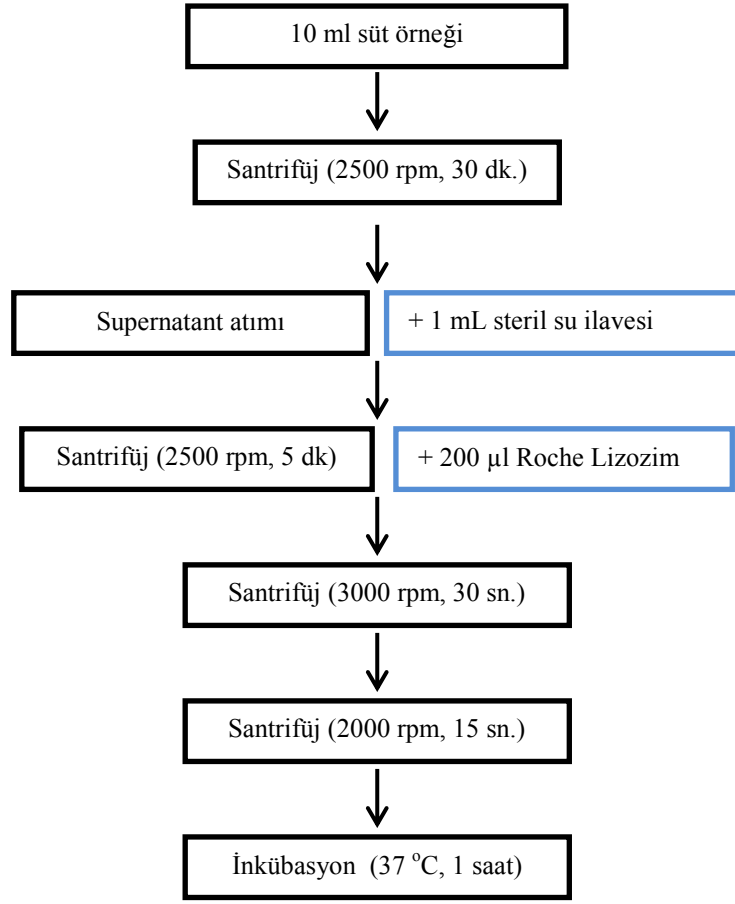 10 ml süt örneği
Santrifüj (2500 rpm, 30 dk.)
Supernatant atımı
+ 1 mL steril su ilavesi
Santrifüj (2500 rpm, 5 dk)
+ 200 µl Roche Lizozim
Santrifüj (3000 rpm, 30 sn.)
Santrifüj (2000 rpm, 15 sn.)
İnkübasyon (37 °C, 1 saat)